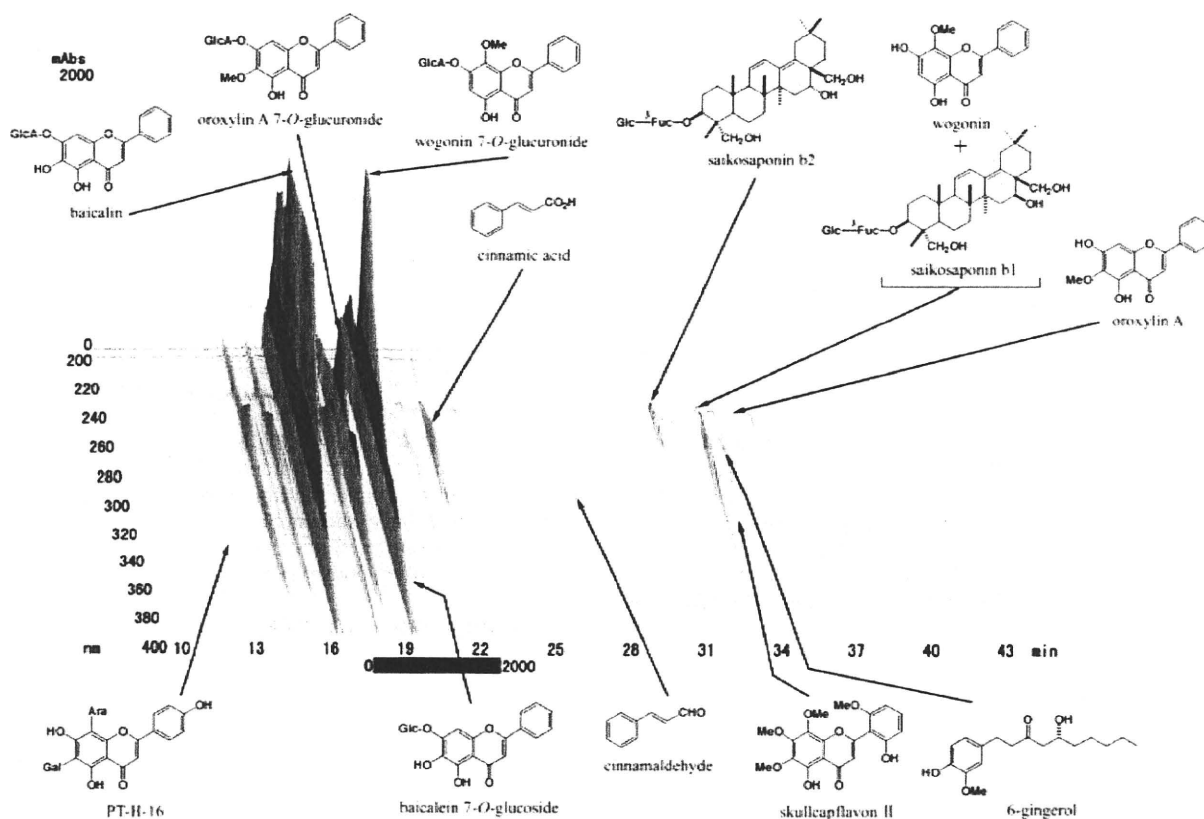 mAbs
2000
GlcA-O
O
MeO
OH
O
oroxylin A 7-O-glucuronide
OMe
GlcA-O
O
OH
O
wogonin 7-O-glucuronide
GlcA-O
O
HO
OH
O
baicalin
CO2H
cinnamic acid
CH2OH
OH
Glc-3Fuc-O
CH2OH
saikosaponin b2
OMe
HO
O
OH
O
wogonin
+
CH2OH
OH
Glc-3Fuc-O
CH2OH
saikosaponin b1
HO
O
MeO
OH
O
oroxylin A
0
200
220
240
260
280
300
320
340
360
380
nm 400 10 13 16 19 22 25 28 31 34 37 40 43 min
0 2000
Ara
OH
HO
O
Gal
OH
O
PT-H-16
Glc-O
O
HO
OH
O
baicalein 7-O-glucoside
CHO
cinnamaldehyde
OMe
MeO
MeO
O
MeO
HO
OH
O
skullcapflavon II
O
OH
HO
OMe
6-gingerol